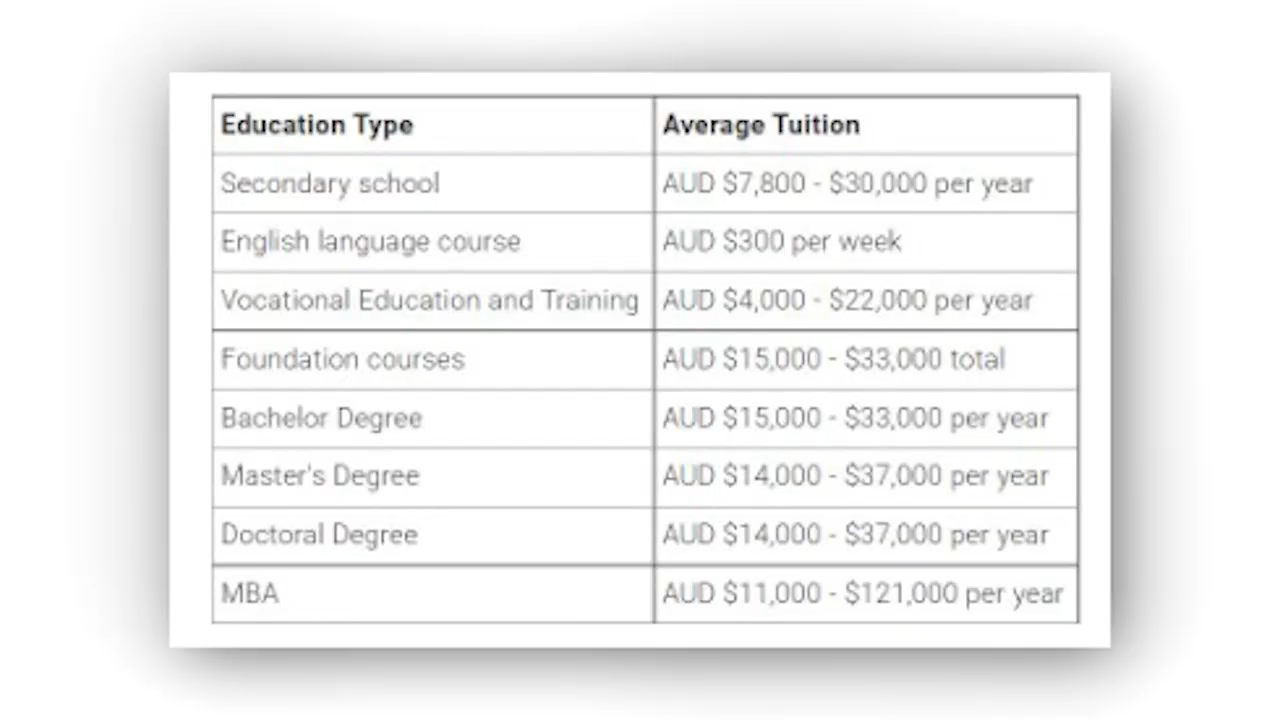 Education Type Average Tuition
Secondary school AUD $7,800 - $30,000 per year
English language course AUD $300 per week
Vocational Education and Training AUD $4,000 - $22,000 per year
Foundation courses AUD $15,000 - $33,000 total
Bachelor Degree AUD $15,000 - $33,000 per year
Master's Degree AUD $14,000 - $37,000 per year
Doctoral Degree AUD $14,000 - $37,000 per year
MBA AUD $11,000 - $121,000 per year